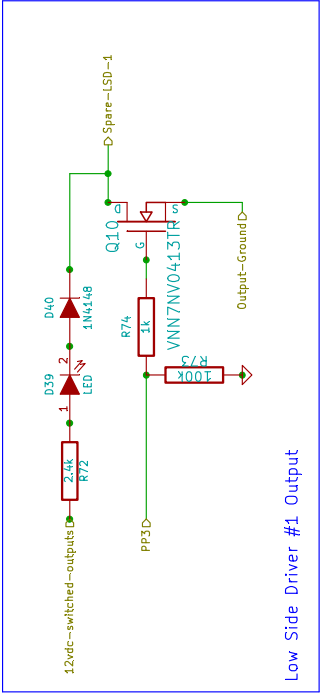 Spare-LSD-1
D
S
Q10
G
VNN7NV0413TR
Output-Ground
D40
1N4148
R74
1k
R73
100k
2
D39
LED
1
2.4k
R72
12vdc-switched-outputs
PP3
Low Side Driver #1 Output